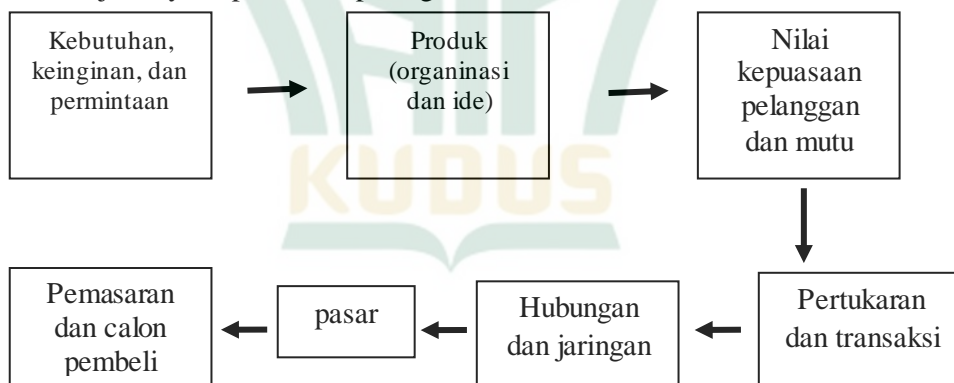 Kebutuhan,
keinginan, dan
permintaan
Produk
(organinasi
dan ide)
Nilai
kepuasaan
pelanggan
dan mutu
Pertukaran
dan transaksi
Hubungan
dan jaringan
pasar
Pemasaran
dan calon
pembeli
KUDUS